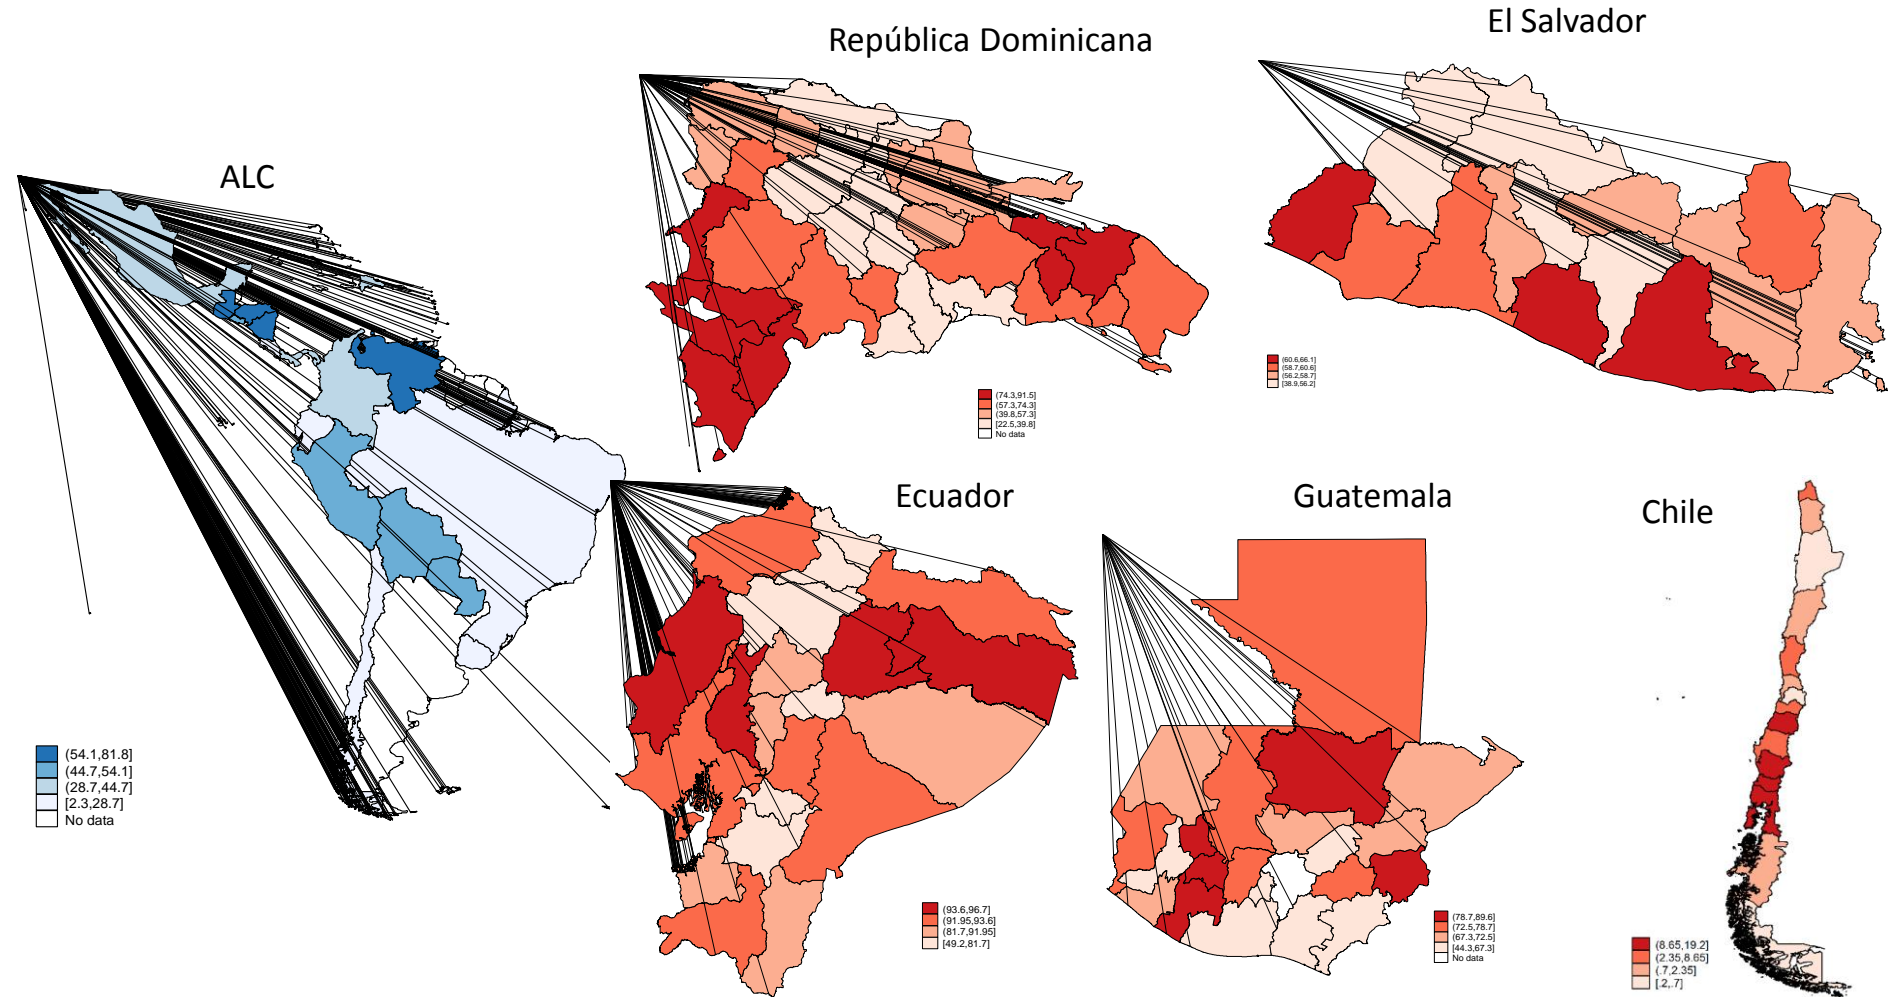 El Salvador
República Dominicana
ALC
(60.6,66.1]
(58.7,60.6]
(56.2,58.7]
[38.9,56.2]
(74.3,91.5]
(57.3,74.3]
(39.8,57.3]
[22.5,39.8]
No data
Ecuador
Guatemala
Chile
(54.1,81.8]
(44.7,54.1]
(28.7,44.7]
[2.3,28.7]
No data
(93.6,96.7]
(91.95,93.6]
(81.7,91.95]
[49.2,81.7]
(78.7,89.6]
(72.5,78.7]
(67.3,72.5]
[44.3,67.3]
No data
(8.65,19.2]
(2.35,8.65]
(.7,2.35]
[.2,.7]